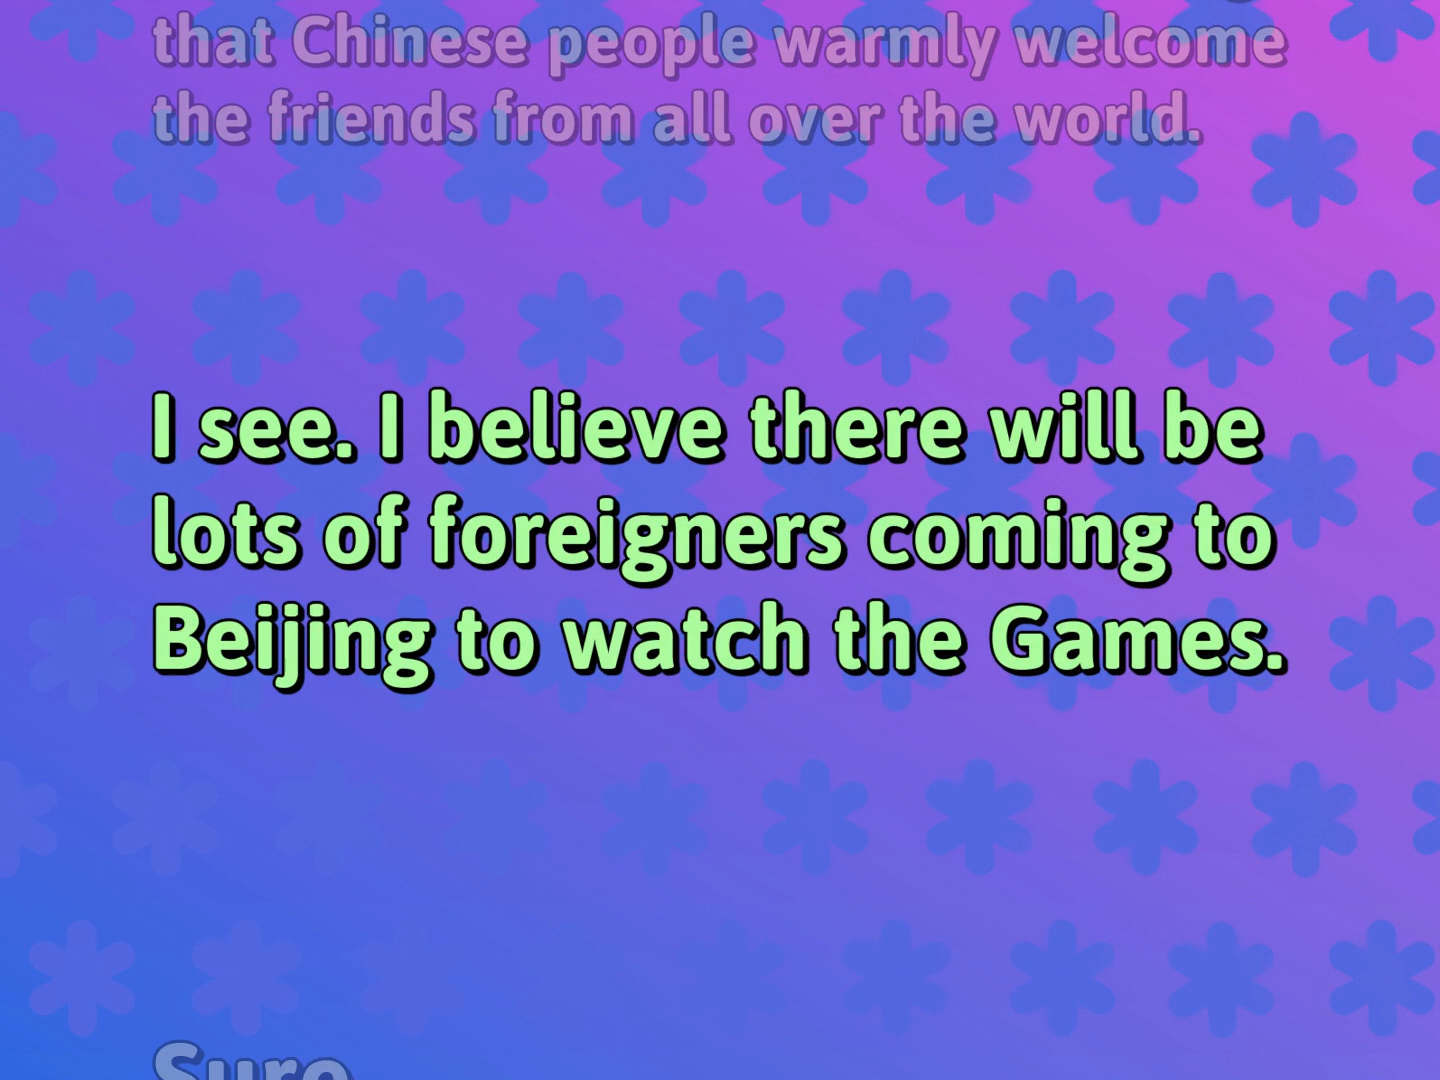 that Chinese people warmly welcome
the friends from all over the world.
I see. I believe there will be
lots of foreigners coming to
Beijing to watch the Games.
Sure